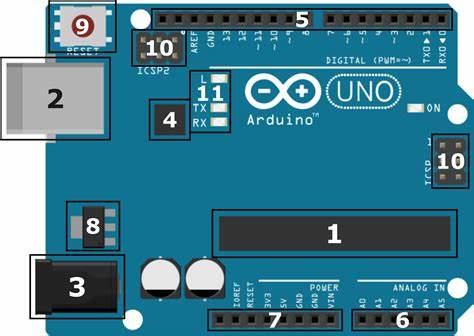 9
RESET
10
ICSP2
5
AREF
GND
13
12
~11
~10
~9
8
7
~6
~5
4
~3
2
TXD▶1
RXD◀0
DIGITAL (PWM=~)
2
4
L
11
TX
RX
UNO
Arduino™
ON
10
ICSP
1
8
3
IOREF
RESET
3V3
5V
GND
GND
VIN
POWER
7
ANALOG IN
A0
A1
A2
A3
A4
A5
6